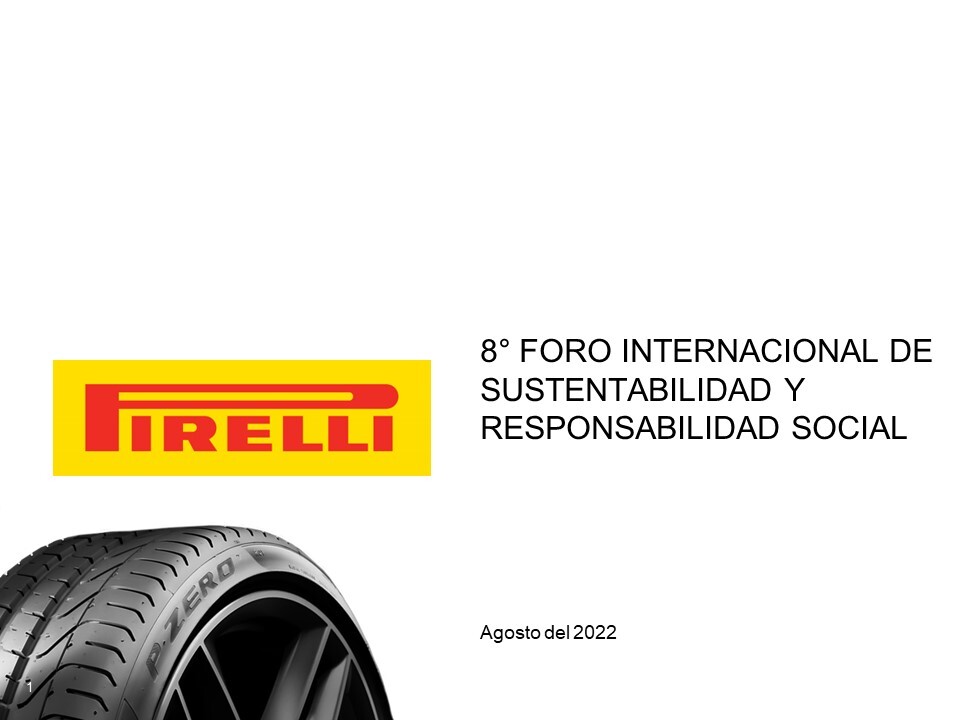 8° FORO INTERNACIONAL DE
SUSTENTABILIDAD Y
RESPONSABILIDAD SOCIAL
PIRELLI
P ZERO
Agosto del 2022
1